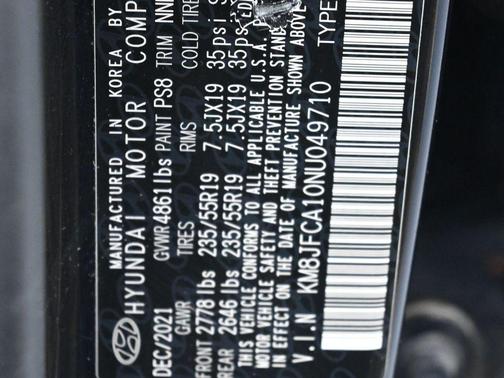 MANUFACTURED IN KOREA BY
HYUNDAI MOTOR COMP
DEC/2021 GVWR 4861 lbs PAINT PS8 TRIM NNB
GAWR TIRES RIMS COLD TIRE
FRONT 2778 lbs 235/55R19 7.5JX19 35psi
REAR 2646 lbs 235/55R19 7.5JX19 35psi
THIS VEHICLE CONFORMS TO ALL APPLICABLE U.S.A.
MOTOR VEHICLE SAFETY AND THEFT PREVENTION STAND
IN EFFECT ON THE DATE OF MANUFACTURE SHOWN ABOVE
V.I.N KM8JFCA10NU049710 TYPE